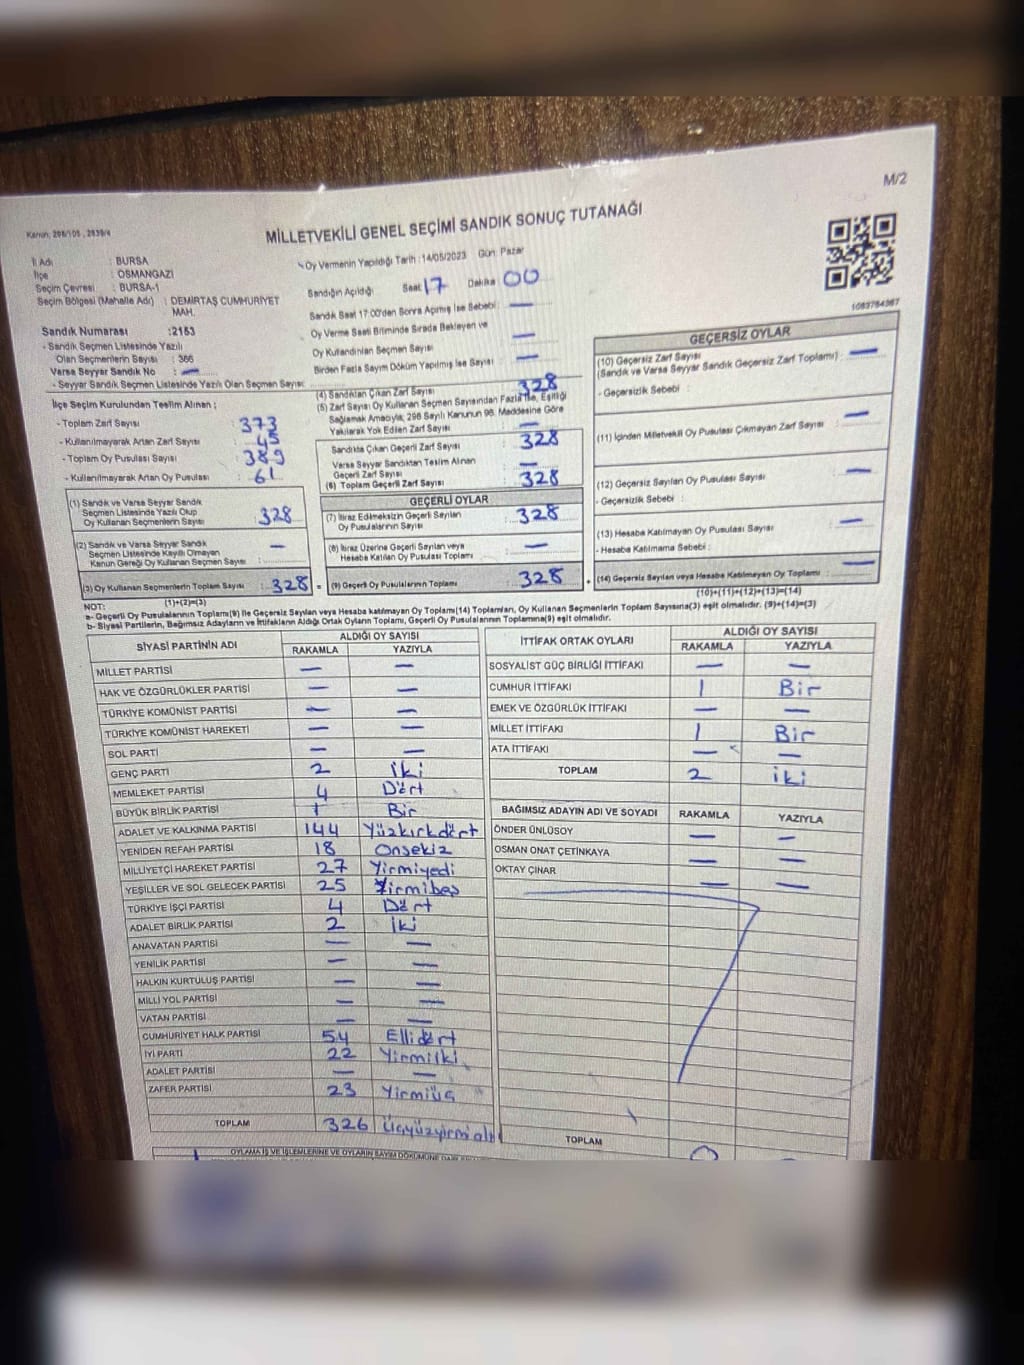 M/2
MİLLETVEKİLİ GENEL SEÇİMİ SANDIK SONUÇ TUTANAĞI
İl Adı : BURSA
İlçe : OSMANGAZİ
Seçim Çevresi : BURSA-1
Seçim Bölgesi (Mahalle Adı) : DEMİRTAŞ CUMHURİYET MAH.
Sandık Numarası :2153
- Sandık Seçmen Listesinde Yazılı
Olan Seçmenlerin Sayısı : 366
Varsa Seyyar Sandık No : —
- Seyyar Sandık Seçmen Listesinde Yazılı Olan Seçmen Sayısı:
Oy Vermenin Yapıldığı Tarih : 14/05/2023 Gün: Pazar
Sandığın Açıldığı Saat 17 Dakika 00
Sandık Saat 17:00'den Sonra Açılmış İse Sebebi : —
Oy Verme Saati Bitiminde Sırada Bekleyen ve
Oy Kullandırılan Seçmen Sayısı —
Birden Fazla Sayım Döküm Yapılmış İse Sayısı : —
İlçe Seçim Kurulundan Teslim Alınan ;
- Toplam Zarf Sayısı : 373
- Kullanılmayarak Artan Zarf Sayısı : 45
- Toplam Oy Pusulası Sayısı : 389
- Kullanılmayarak Artan Oy Pusulası : 61
(1) Sandık ve Varsa Seyyar Sandık
Seçmen Listesinde Yazılı Olup
Oy Kullanan Seçmenlerin Sayısı : 328
(2) Sandık ve Varsa Seyyar Sandık
Seçmen Listesinde Kayıtlı Olmayan
Kanun Gereği Oy Kullanan Seçmen Sayısı : —
(3) Oy Kullanan Seçmenlerin Toplam Sayısı : 328
(1)+(2)=(3)
(4) Sandıktan Çıkan Zarf Sayısı 328
(5) Zarf Sayısı Oy Kullanan Seçmen Sayısından Fazla İse, Eşitliği
Sağlamak Amacıyla; 298 Sayılı Kanunun 98. Maddesine Göre
Yakılarak Yok Edilen Zarf Sayısı : —
Sandıkta Çıkan Geçerli Zarf Sayısı : 328
Varsa Seyyar Sandıktan Teslim Alınan
Geçerli Zarf Sayısı : —
(6) Toplam Geçerli Zarf Sayısı : 328
GEÇERLİ OYLAR
(7) İtiraz Edilmeksizin Geçerli Sayılan
Oy Pusulalarının Sayısı : 328
(8) İtiraz Üzerine Geçerli Sayılan veya
Hesaba Katılan Oy Pusulası Toplamı : —
(9) Geçerli Oy Pusulalarının Toplamı : 328
GEÇERSİZ OYLAR
(10) Geçersiz Zarf Sayısı
(Sandık ve Varsa Seyyar Sandık Geçersiz Zarf Toplamı) : —
- Geçersizlik Sebebi :
(11) İçinden Milletvekili Oy Pusulası Çıkmayan Zarf Sayısı : —
(12) Geçersiz Sayılan Oy Pusulası Sayısı : —
- Geçersizlik Sebebi :
(13) Hesaba Katılmayan Oy Pusulası Sayısı : —
- Hesaba Katılmama Sebebi :
(14) Geçersiz Sayılan veya Hesaba Katılmayan Oy Toplamı : —
(10)+(11)+(12)+(13)=(14)
NOT:
a- Geçerli Oy Pusulalarının Toplamı(9) ile Geçersiz Sayılan veya Hesaba katılmayan Oy Toplamı(14) Toplamları, Oy Kullanan Seçmenlerin Toplam Sayısına(3) eşit olmalıdır. (9)+(14)=(3)
b- Siyasi Partilerin, Bağımsız Adayların ve İttifakların Aldığı Ortak Oyların Toplamı, Geçerli Oy Pusulalarının Toplamına(9) eşit olmalıdır.
SİYASİ PARTİNİN ADI ALDIĞI OY SAYISI
RAKAMLA YAZIYLA
MİLLET PARTİSİ — —
HAK VE ÖZGÜRLÜKLER PARTİSİ — —
TÜRKİYE KOMÜNİST PARTİSİ — —
TÜRKİYE KOMÜNİST HAREKETİ — —
SOL PARTİ — —
GENÇ PARTİ 2 İki
MEMLEKET PARTİSİ 4 Dört
BÜYÜK BİRLİK PARTİSİ 1 Bir
ADALET VE KALKINMA PARTİSİ 144 Yüzkırkdört
YENİDEN REFAH PARTİSİ 18 Onsekiz
MİLLİYETÇİ HAREKET PARTİSİ 27 Yirmiyedi
YEŞİLLER VE SOL GELECEK PARTİSİ 25 Yirmibeş
TÜRKİYE İŞÇİ PARTİSİ 4 Dört
ADALET BİRLİK PARTİSİ 2 İki
ANAVATAN PARTİSİ — —
YENİLİK PARTİSİ — —
HALKIN KURTULUŞ PARTİSİ — —
MİLLİ YOL PARTİSİ — —
VATAN PARTİSİ — —
CUMHURİYET HALK PARTİSİ 54 Ellidört
İYİ PARTİ 22 Yirmiiki
ADALET PARTİSİ — —
ZAFER PARTİSİ 23 Yirmiüç
TOPLAM 326 Üçyüzyirmialtı
İTTİFAK ORTAK OYLARI ALDIĞI OY SAYISI
RAKAMLA YAZIYLA
SOSYALİST GÜÇ BİRLİĞİ İTTİFAKI — —
CUMHUR İTTİFAKI 1 Bir
EMEK VE ÖZGÜRLÜK İTTİFAKI — —
MİLLET İTTİFAKI 1 Bir
ATA İTTİFAKI — —
TOPLAM 2 iki
BAĞIMSIZ ADAYIN ADI VE SOYADI RAKAMLA YAZIYLA
ÖNDER ÜNLÜSOY — —
OSMAN ONAT ÇETİNKAYA — —
OKTAY ÇINAR — —
TOPLAM
OYLAMA İŞ VE İŞLEMLERİNE VE OYLARIN SAYIM DÖKÜMÜNE